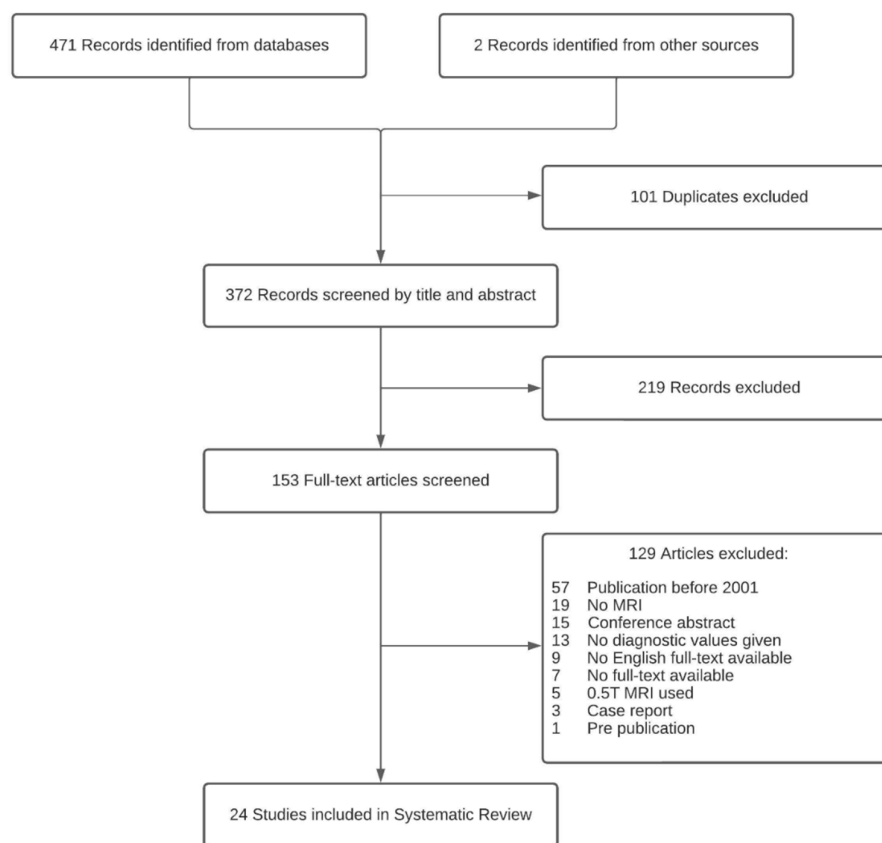 471 Records identified from databases
2 Records identified from other sources
101 Duplicates excluded
372 Records screened by title and abstract
219 Records excluded
153 Full-text articles screened
129 Articles excluded:
57 Publication before 2001
19 No MRI
15 Conference abstract
13 No diagnostic values given
9 No English full-text available
7 No full-text available
5 0.5T MRI used
3 Case report
1 Pre publication
24 Studies included in Systematic Review